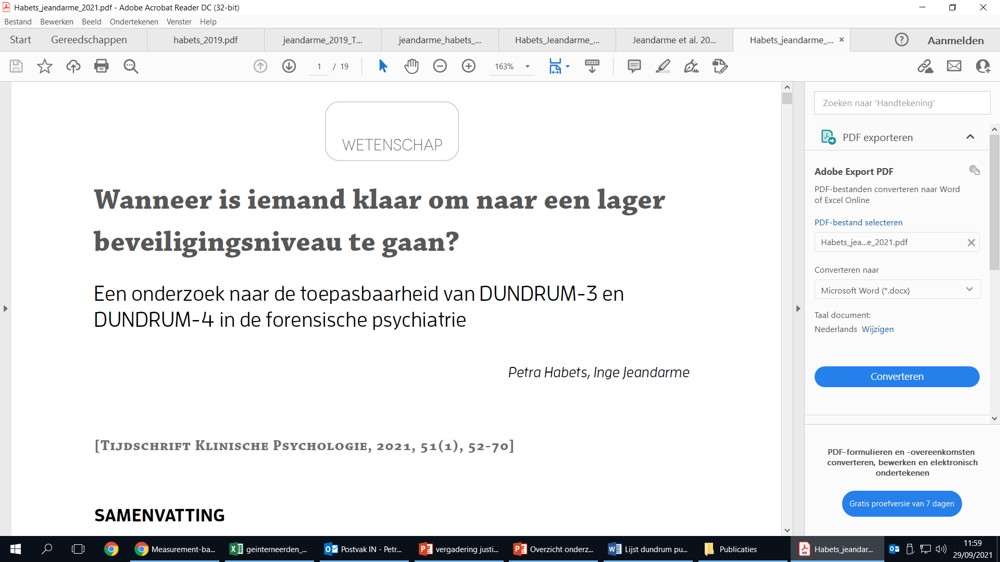 Habets_jeandarme_2021.pdf - Adobe Acrobat Reader DC (32-bit)
Bestand Bewerken Beeld Ondertekenen Venster Help
Start Gereedschappen habets_2019.pdf jeandarme_2019_T... jeandarme_habets_... Habets_Jeandarme_... Jeandarme et al. 20... Habets_jeandarme_... Aanmelden
1 / 19 163%
WETENSCHAP
Wanneer is iemand klaar om naar een lager
beveiligingsniveau te gaan?
Een onderzoek naar de toepasbaarheid van DUNDRUM-3 en
DUNDRUM-4 in de forensische psychiatrie
Petra Habets, Inge Jeandarme
[Tijdschrift Klinische Psychologie, 2021, 51(1), 52-70]
SAMENVATTING
Zoeken naar 'Handtekening'
PDF exporteren
Adobe Export PDF
PDF-bestanden converteren naar Word
of Excel Online
PDF-bestand selecteren
Habets_jea...e_2021.pdf
Converteren naar
Microsoft Word (*.docx)
Taal document:
Nederlands Wijzigen
Converteren
PDF-formulieren en -overeenkomsten
converteren, bewerken en elektronisch
ondertekenen
Gratis proefversie van 7 dagen
Measurement-ba... geinterneerden_... Postvak IN - Petr... vergadering justi... Overzicht onderz... Lijst dundrum pu... Publicaties Habets_jeandar...
11:59
29/09/2021